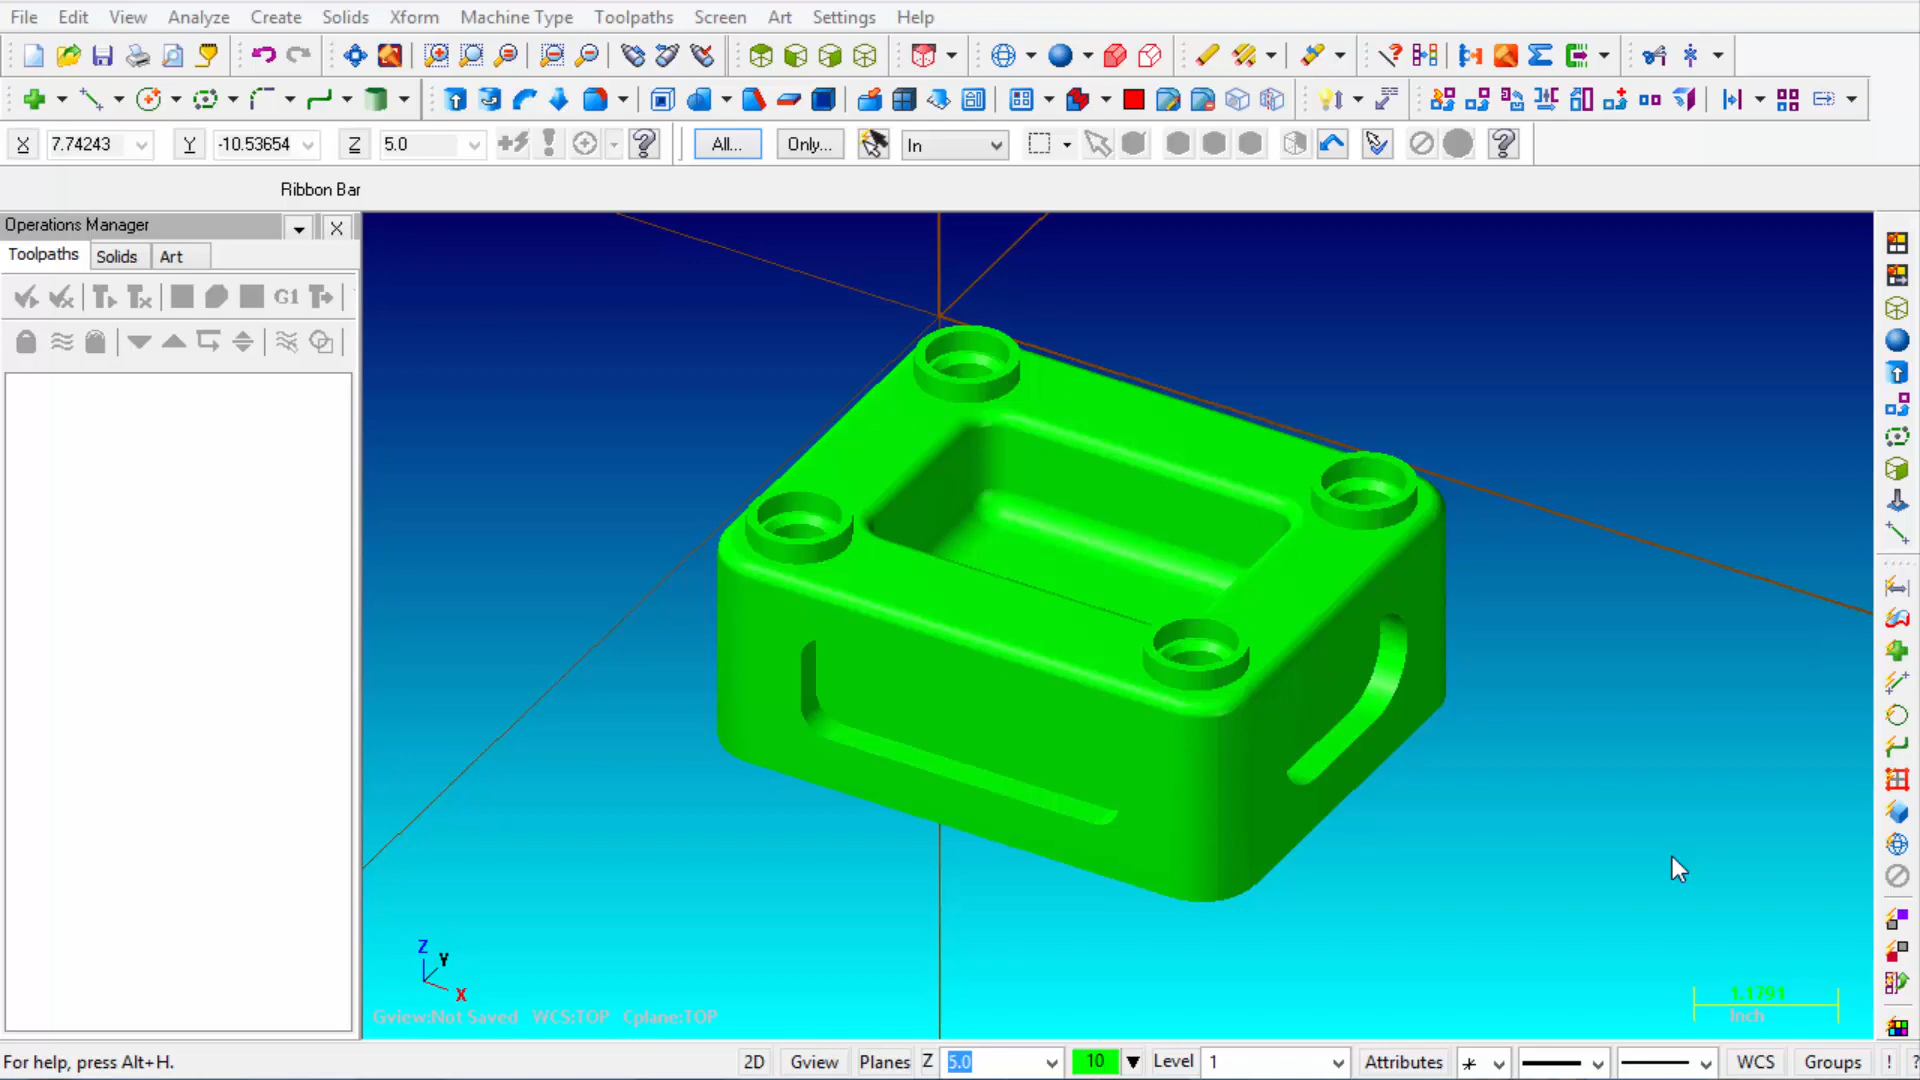 File Edit View Analyze Create Solids Xform Machine Type Toolpaths Screen Art Settings Help
X 7.74243 Y -10.53654 Z 5.0 All... Only... In
Ribbon Bar
Operations Manager
Toolpaths Solids Art
G1
Z
Y
X
1.1791
Inch
Gview:Not Saved WCS:TOP Cplane:TOP
For help, press Alt+H. 2D Gview Planes Z 5.0 10 Level 1 Attributes WCS Groups ! ?